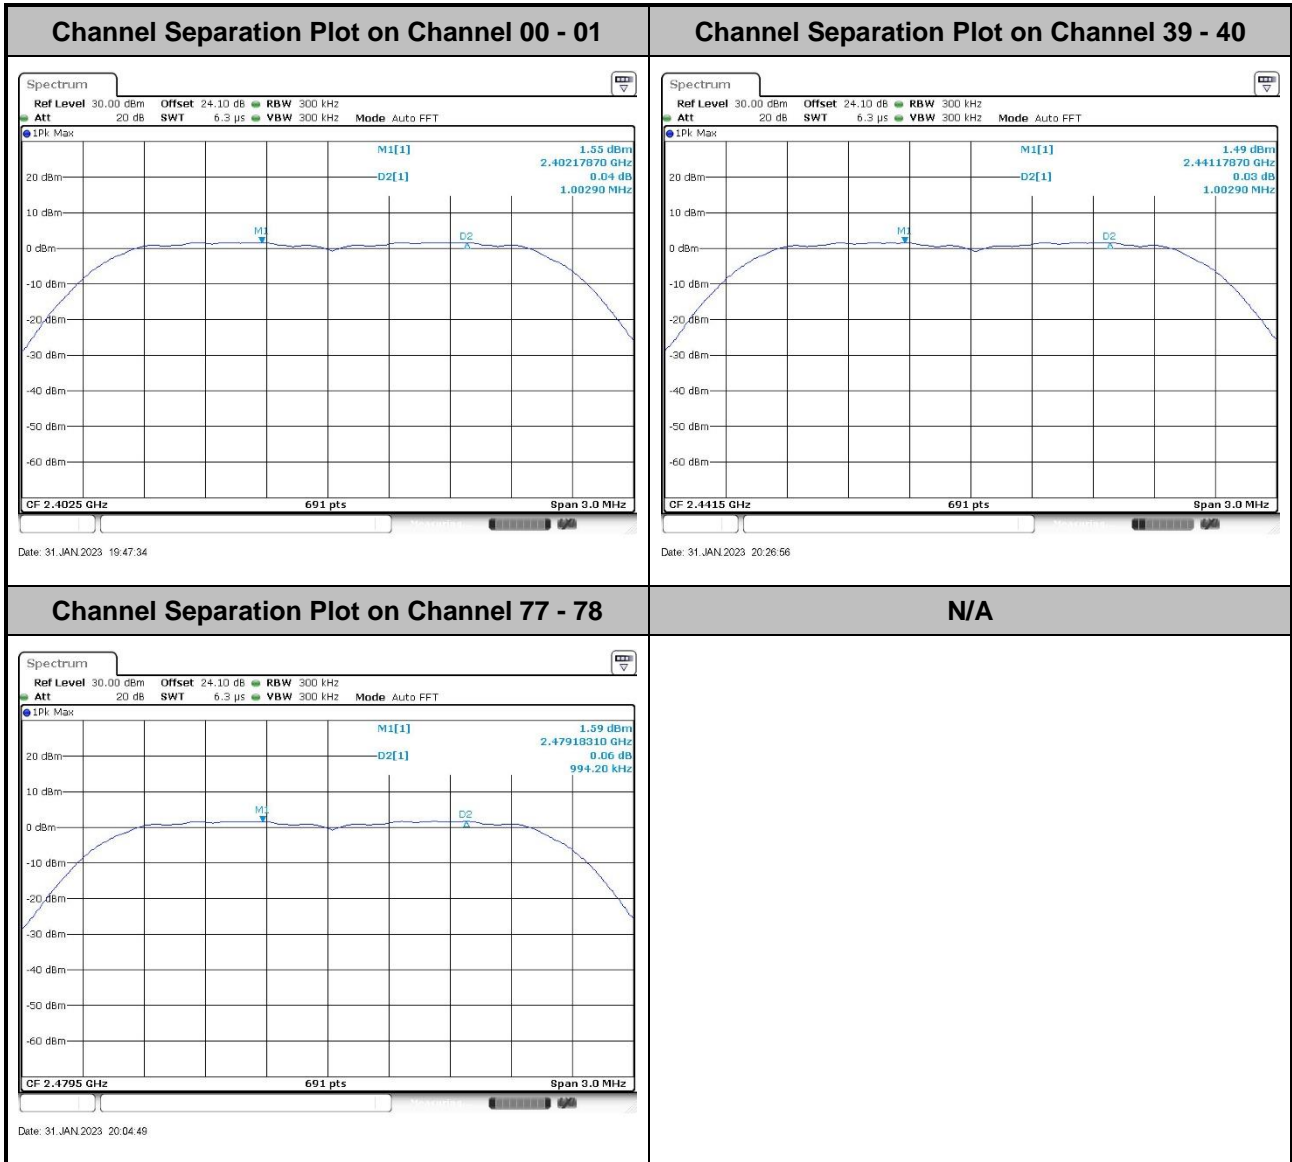 Channel Separation Plot on Channel 00 - 01
Spectrum
Ref Level 30.00 dBm Offset 24.10 dB RBW 300 kHz
Att 20 dB SWT 6.3 µs VBW 300 kHz Mode Auto FFT
1Pk Max
M1[1] 1.55 dBm
2.40217870 GHz
D2[1] 0.04 dB
1.00290 MHz
20 dBm
10 dBm
M1
D2
0 dBm
-10 dBm
-20 dBm
-30 dBm
-40 dBm
-50 dBm
-60 dBm
CF 2.4025 GHz 691 pts Span 3.0 MHz
Date: 31.JAN.2023 19:47:34
Channel Separation Plot on Channel 39 - 40
Spectrum
Ref Level 30.00 dBm Offset 24.10 dB RBW 300 kHz
Att 20 dB SWT 6.3 µs VBW 300 kHz Mode Auto FFT
1Pk Max
M1[1] 1.49 dBm
2.44117870 GHz
D2[1] 0.03 dB
1.00290 MHz
20 dBm
10 dBm
M1
D2
0 dBm
-10 dBm
-20 dBm
-30 dBm
-40 dBm
-50 dBm
-60 dBm
CF 2.4415 GHz 691 pts Span 3.0 MHz
Date: 31.JAN.2023 20:26:56
Channel Separation Plot on Channel 77 - 78
Spectrum
Ref Level 30.00 dBm Offset 24.10 dB RBW 300 kHz
Att 20 dB SWT 6.3 µs VBW 300 kHz Mode Auto FFT
1Pk Max
M1[1] 1.59 dBm
2.47918310 GHz
D2[1] 0.06 dB
994.20 kHz
20 dBm
10 dBm
M1
D2
0 dBm
-10 dBm
-20 dBm
-30 dBm
-40 dBm
-50 dBm
-60 dBm
CF 2.4795 GHz 691 pts Span 3.0 MHz
Date: 31.JAN.2023 20:04:49
N/A